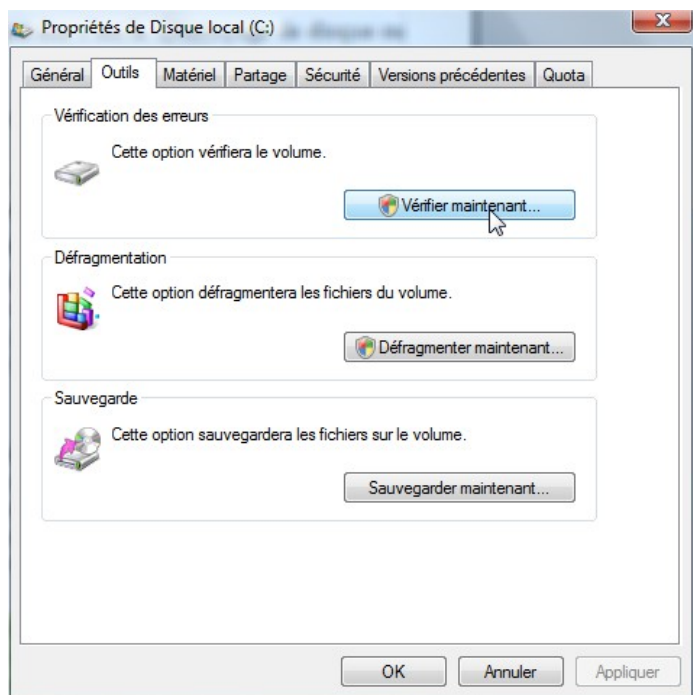 Propriétés de Disque local (C:)
Général Outils Matériel Partage Sécurité Versions précédentes Quota
Vérification des erreurs
Cette option vérifiera le volume.
Vérifier maintenant...
Défragmentation
Cette option défragmentera les fichiers du volume.
Défragmenter maintenant...
Sauvegarde
Cette option sauvegardera les fichiers sur le volume.
Sauvegarder maintenant...
OK Annuler Appliquer